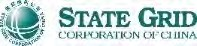 STATE GRID
CORPORATION OF CHINA